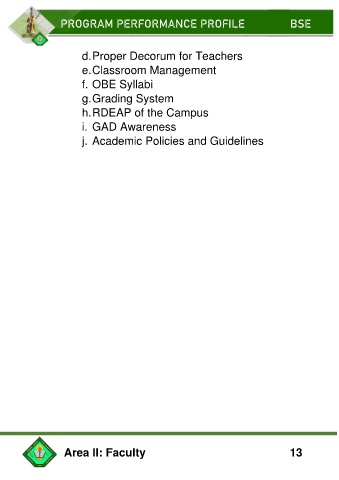 PROGRAM PERFORMANCE PROFILE BSE
d.Proper Decorum for Teachers
e.Classroom Management
f. OBE Syllabi
g.Grading System
h.RDEAP of the Campus
i. GAD Awareness
j. Academic Policies and Guidelines
Area II: Faculty 13